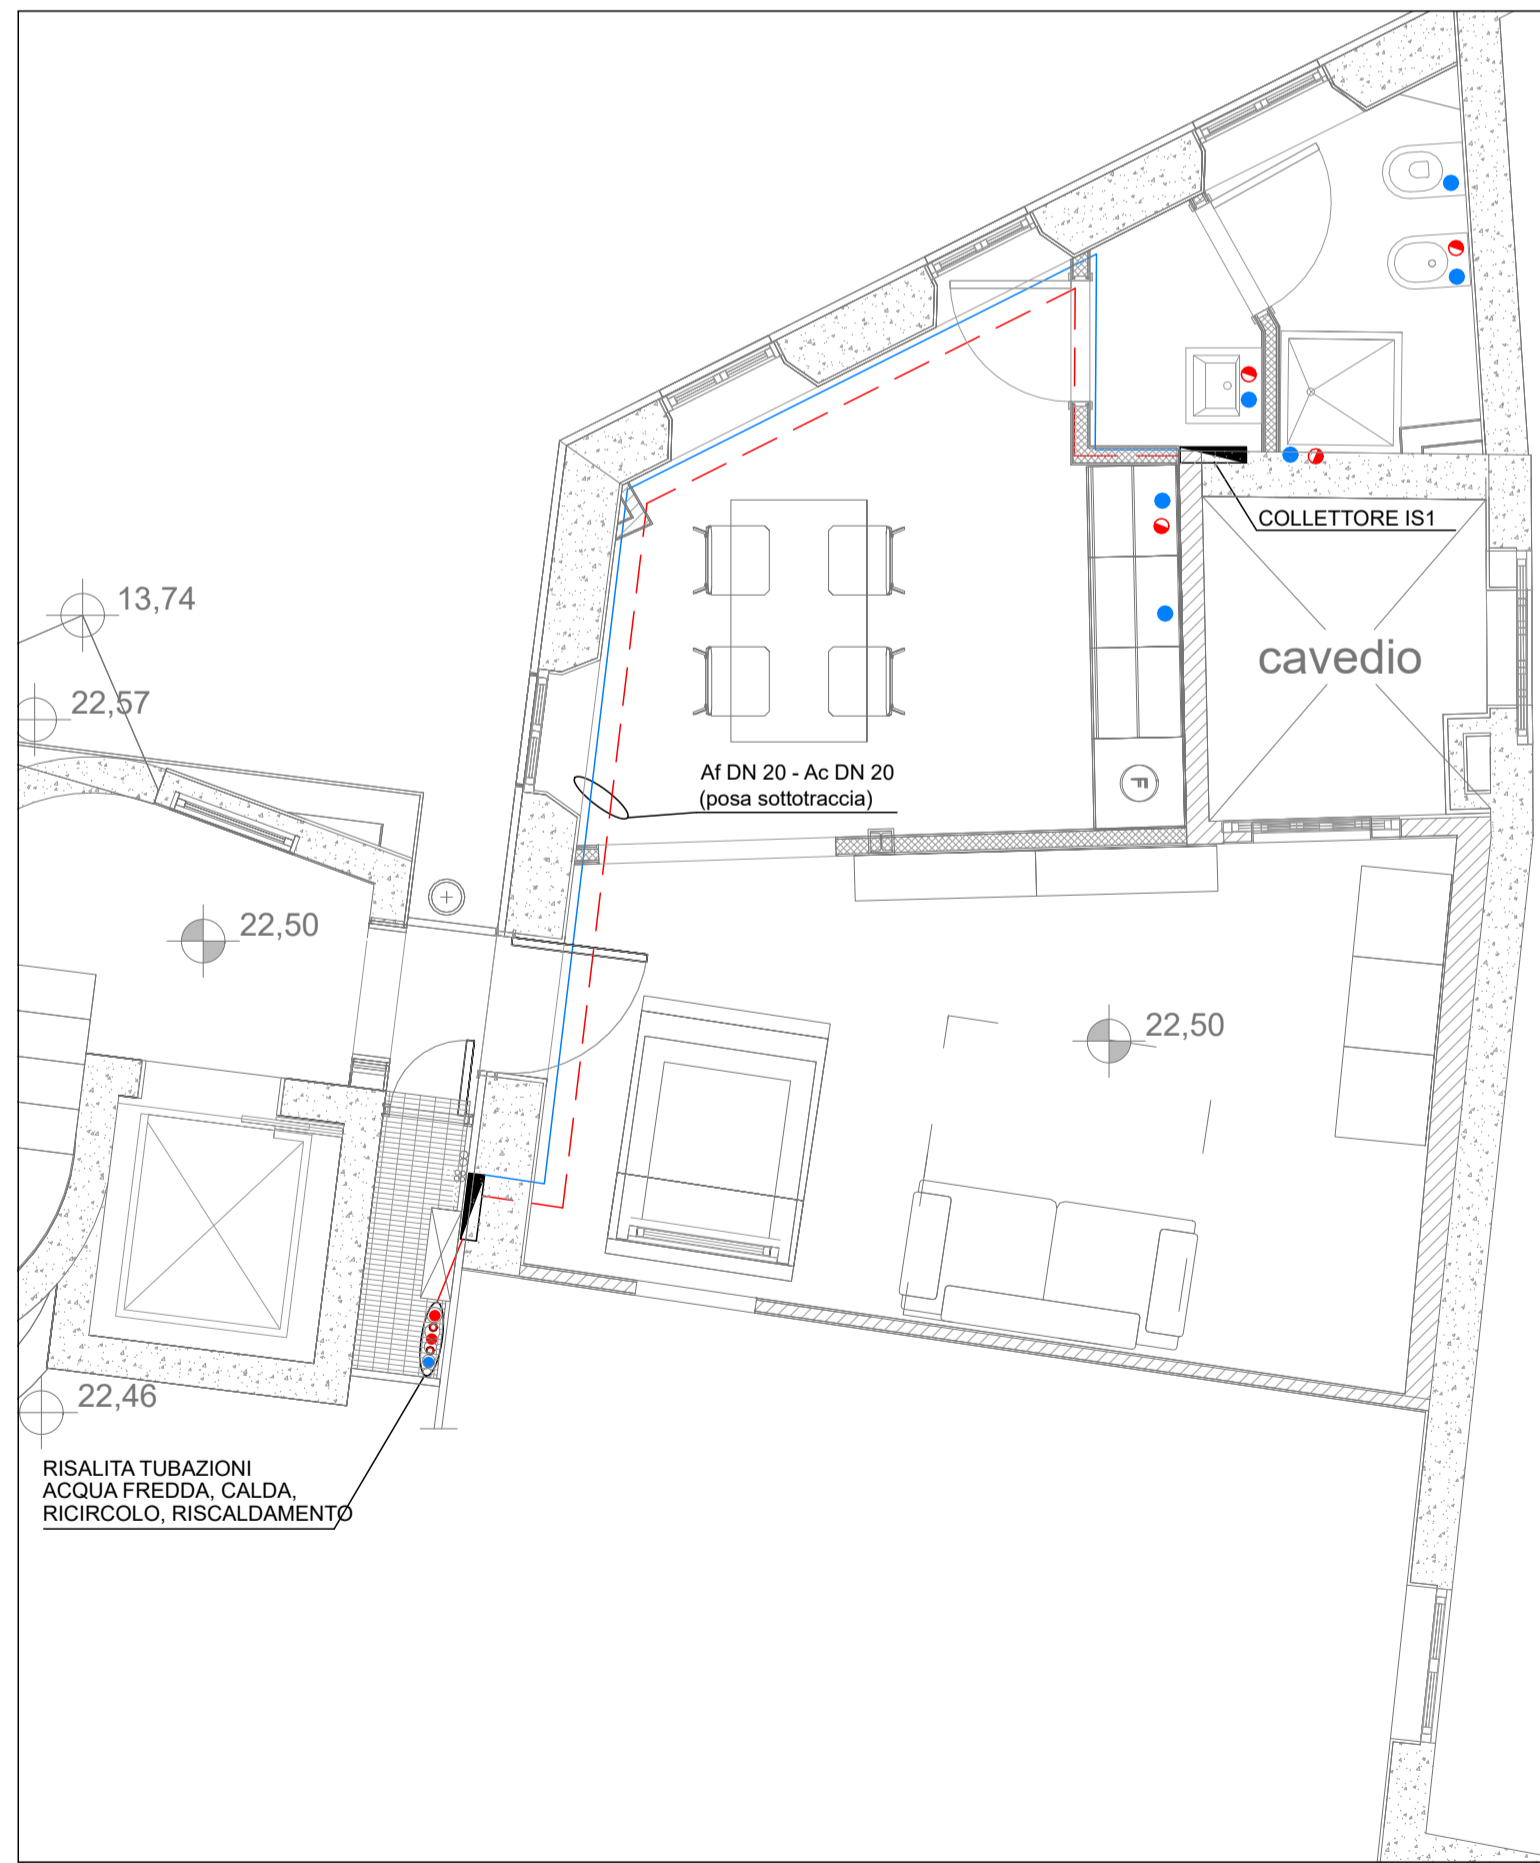 COLLETTORE IS1
13,74
cavedio
22,57
Af DN 20 - Ac DN 20
(posa sottotraccia)
F
22,50
22,50
22,46
RISALITA TUBAZIONI
ACQUA FREDDA, CALDA,
RICIRCOLO, RISCALDAMENTO